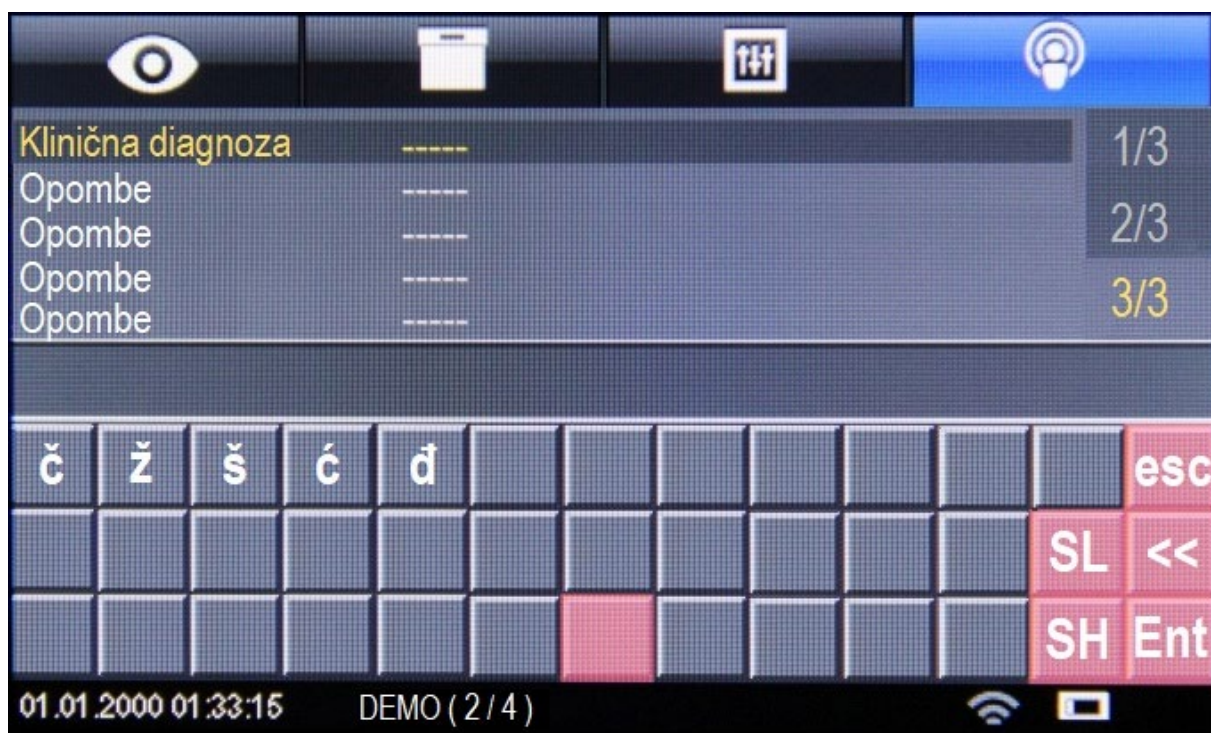 Klinična diagnoza -----
1/3
Opombe -----
2/3
Opombe -----
Opombe -----
3/3
Opombe -----
č ž š ć đ esc
SL <<
SH Ent
01.01.2000 01:33:15 DEMO ( 2 / 4 )